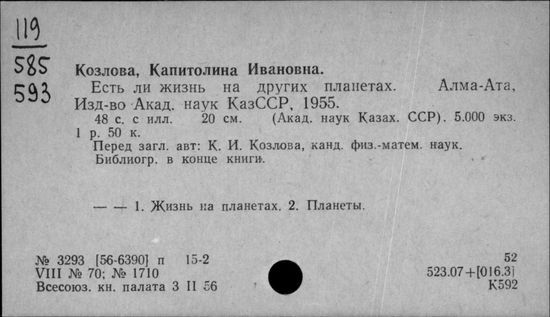 119
585
593
Козлова, Капитолина Ивановна.
Есть ли жизнь на других планетах. Алма-Ата,
Изд-во Акад. наук КазССР, 1955.
48 с. с илл. 20 см. (Акад. наук Казах. ССР). 5.000 экз.
1 р. 50 к.
Перед загл. авт: К. И. Козлова, канд. физ.-матем. наук.
Библиогр. в конце книги.
— — 1. Жизнь на планетах. 2. Планеты.
№ 3293 [56-6390] п 15-2
52
VIII № 70; № 1710
523.07+[016.3]
Всесоюз. кн. палата 3 II 56
К592